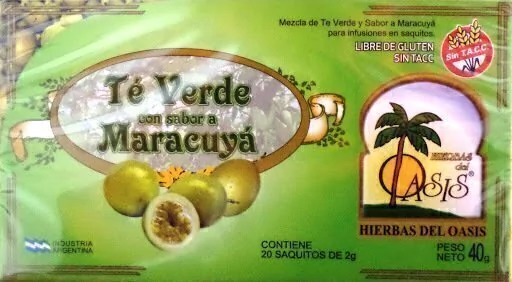 Mezcla de Te Verde y Sabor a Maracuyá
para infusiones en saquitos.
LIBRE DE GLUTEN
SIN TACC
Sin T.A.C.C.
Té Verde
con sabor a
Maracuyá
HIERBAS
del
OASIS®
HIERBAS DEL OASIS
INDUSTRIA
ARGENTINA
CONTIENE
20 SAQUITOS DE 2g
PESO
NETO 40g